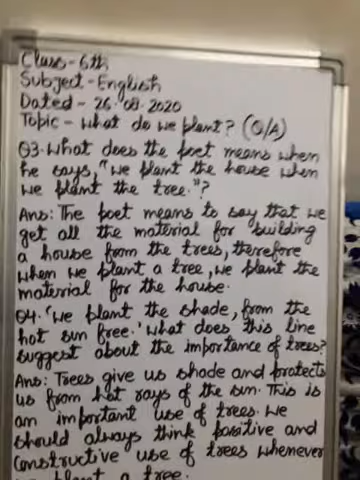 Class-6th
Subject-English
Dated - 26.08.2020
Topic - What do we plant? (Q/A)
Q3. What does the poet means when
he says, "we plant the house when
we plant the tree."?
Ans: The poet means to say that we
get all the material for building
a house from the trees, therefore
when we plant a tree, we plant the
material for the house.
Q4. 'We plant the shade, from the
hot sun free.' What does this line
suggest about the importance of trees?
Ans: Trees give us shade and protects
us from hot rays of the sun. This is
an important use of trees. We
should always think positive and
constructive use of trees whenever
we plant a tree.